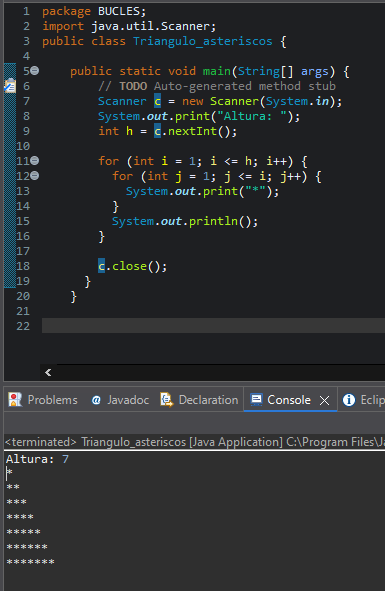 1 package BUCLES;
2 import java.util.Scanner;
3 public class Triangulo_asteriscos {
4
5 public static void main(String[] args) {
6 // TODO Auto-generated method stub
7 Scanner c = new Scanner(System.in);
8 System.out.print("Altura: ");
9 int h = c.nextInt();
10
11 for (int i = 1; i <= h; i++) {
12 for (int j = 1; j <= i; j++) {
13 System.out.print("*");
14 }
15 System.out.println();
16 }
17
18 c.close();
19 }
20 }
21
22
Problems @ Javadoc Declaration Console Eclip
<terminated> Triangulo_asteriscos [Java Application] C:\Program Files\Ja
Altura: 7
*
**
***
****
*****
******
*******